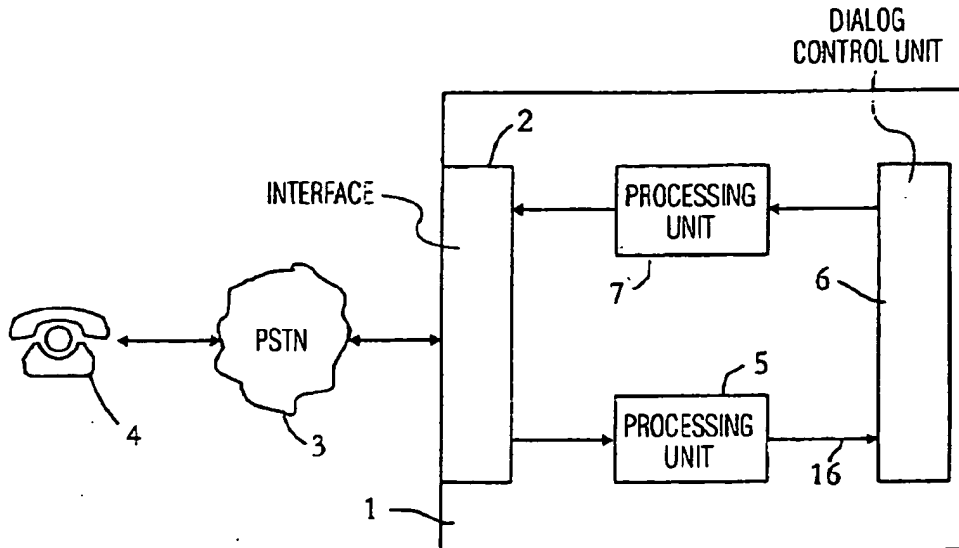 DIALOG
CONTROL UNIT
2
INTERFACE
PROCESSING
UNIT
7
6
PSTN
4
3
5
PROCESSING
UNIT
16
1